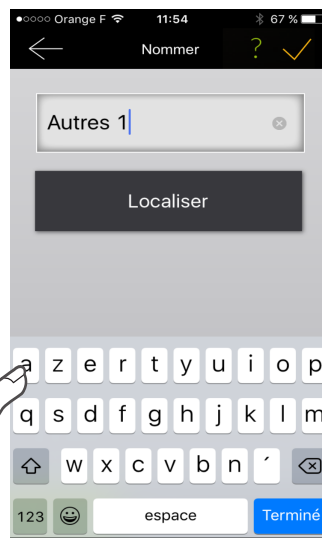 Orange F 11:54 67 %
Nommer ?
Autres 1
Localiser
a z e r t y u i o p
q s d f g h j k l m
w x c v b n ´
123 espace Terminé